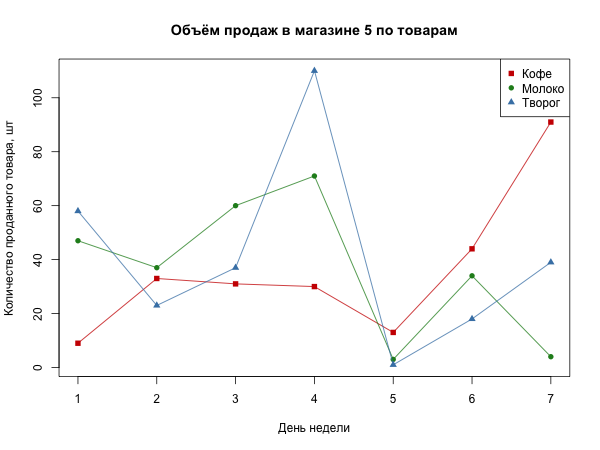 Объём продаж в магазине 5 по товарам
Количество проданного товара, шт
100
80
60
40
20
0
Кофе
Молоко
Творог
1 2 3 4 5 6 7
День недели